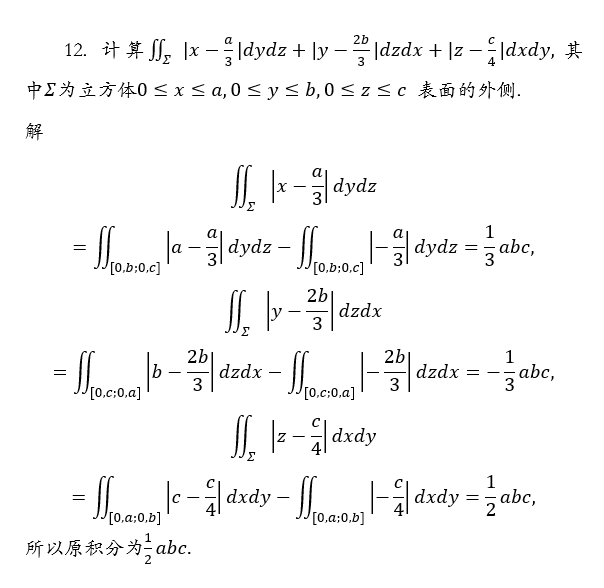 12. 计算∬_Σ |x − a/3|dydz + |y − 2b/3|dzdx + |z − c/4|dxdy, 其
中Σ为立方体0 ≤ x ≤ a, 0 ≤ y ≤ b, 0 ≤ z ≤ c 表面的外侧.
解
∬_Σ |x − a/3| dydz
= ∬_[0,b;0,c] |a − a/3| dydz − ∬_[0,b;0,c] |− a/3| dydz = 1/3 abc,
∬_Σ |y − 2b/3| dzdx
= ∬_[0,c;0,a] |b − 2b/3| dzdx − ∬_[0,c;0,a] |− 2b/3| dzdx = − 1/3 abc,
∬_Σ |z − c/4| dxdy
= ∬_[0,a;0,b] |c − c/4| dxdy − ∬_[0,a;0,b] |− c/4| dxdy = 1/2 abc,
所以原积分为 1/2 abc.